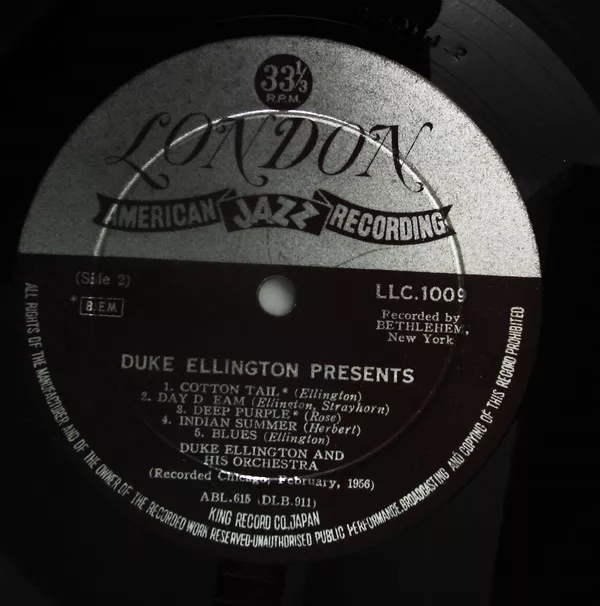 33⅓
R.P.M.
LONDON
AMERICAN JAZZ RECORDING
(Side 2)
LLC.1009
* B.E.M.
Recorded by
BETHLEHEM,
New York
DUKE ELLINGTON PRESENTS
1. COTTON TAIL* (Ellington)
2. DAY D EAM (Ellington, Strayhorn)
3. DEEP PURPLE* (Rose)
4. INDIAN SUMMER (Herbert)
5. BLUES (Ellington)
DUKE ELLINGTON AND
HIS ORCHESTRA
(Recorded Chicago, February, 1956)
ABL.615 (DLB.911)
KING RECORD CO.,JAPAN
ALL RIGHTS OF THE MANUFACTURER AND OF THE OWNER OF THE RECORDED WORK RESERVED·UNAUTHORISED PUBLIC PERFORMANCE,BROADCASTING AND COPYING OF THIS RECORD PROHIBITED